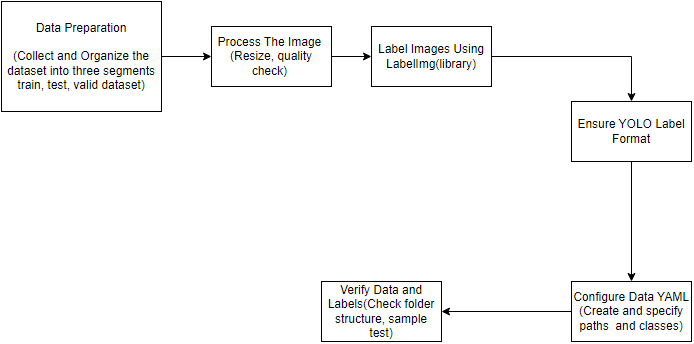 Data Preparation
(Collect and Organize the
dataset into three segments
train, test, valid dataset)
Process The Image
(Resize, quality
check)
Label Images Using
LabelImg(library)
Ensure YOLO Label
Format
Configure Data YAML
(Create and specify
paths and classes)
Verify Data and
Labels(Check folder
structure, sample
test)